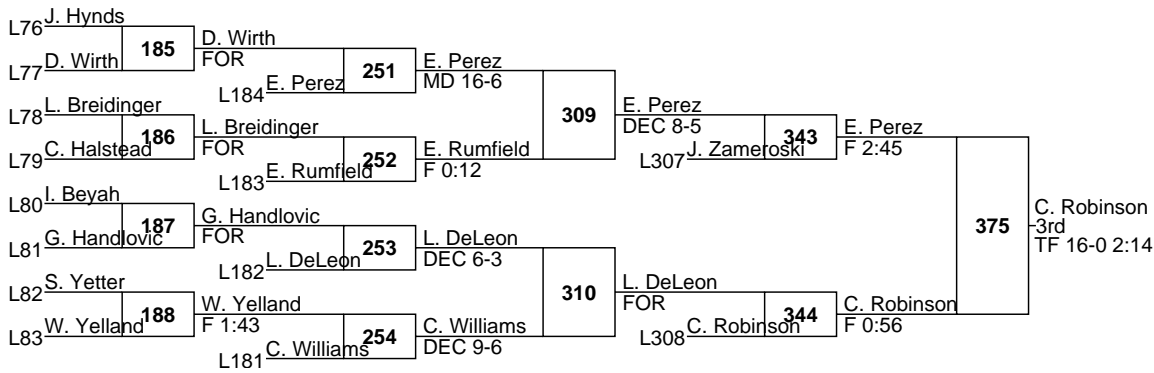 L76 J. Hynds
185
D. Wirth
FOR
L77 D. Wirth
251
E. Perez
MD 16-6
L184 E. Perez
L78 L. Breidinger
186
L. Breidinger
FOR
L79 C. Halstead
252
E. Rumfield
F 0:12
L183 E. Rumfield
309
E. Perez
DEC 8-5
343
E. Perez
F 2:45
L307 J. Zameroski
L80 I. Beyah
187
G. Handlovic
FOR
L81 G. Handlovic
253
L. DeLeon
DEC 6-3
L182 L. DeLeon
L82 S. Yetter
188
W. Yelland
F 1:43
L83 W. Yelland
254
C. Williams
DEC 9-6
L181 C. Williams
310
L. DeLeon
FOR
344
C. Robinson
F 0:56
L308 C. Robinson
375
C. Robinson
3rd
TF 16-0 2:14